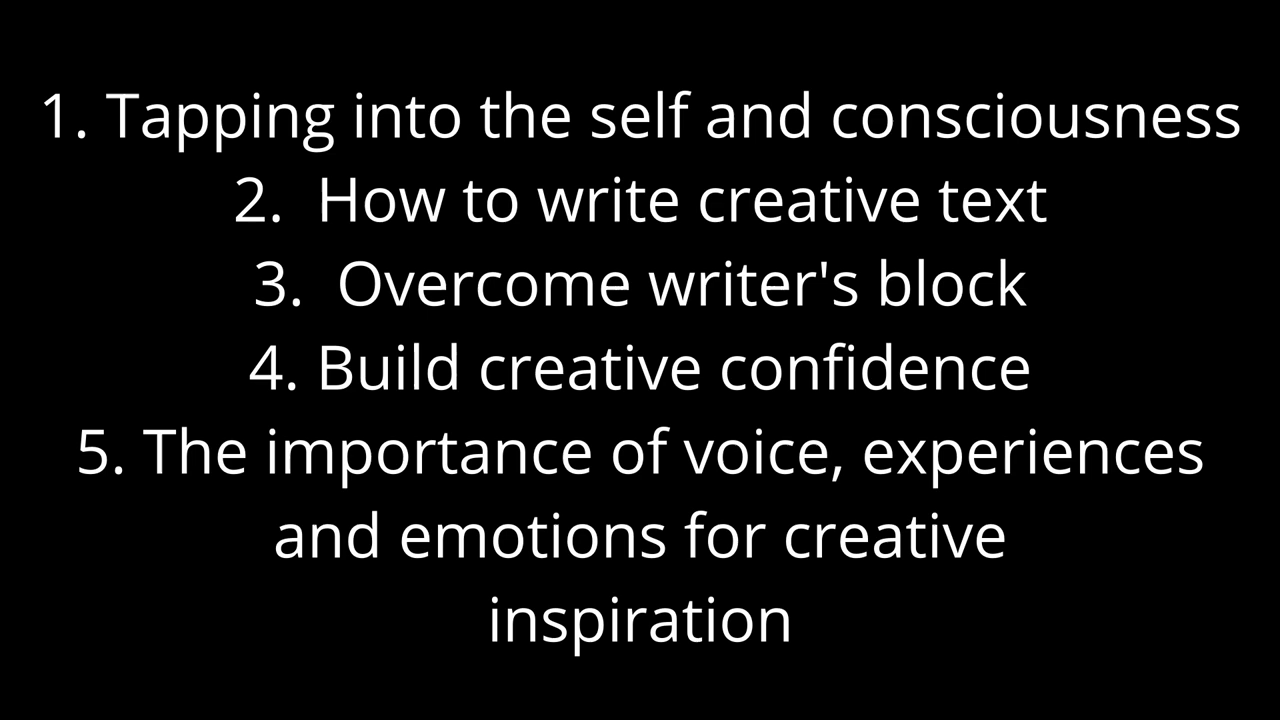 1. Tapping into the self and consciousness
2.  How to write creative text
3.  Overcome writer's block
4. Build creative confidence
5. The importance of voice, experiences
and emotions for creative
inspiration